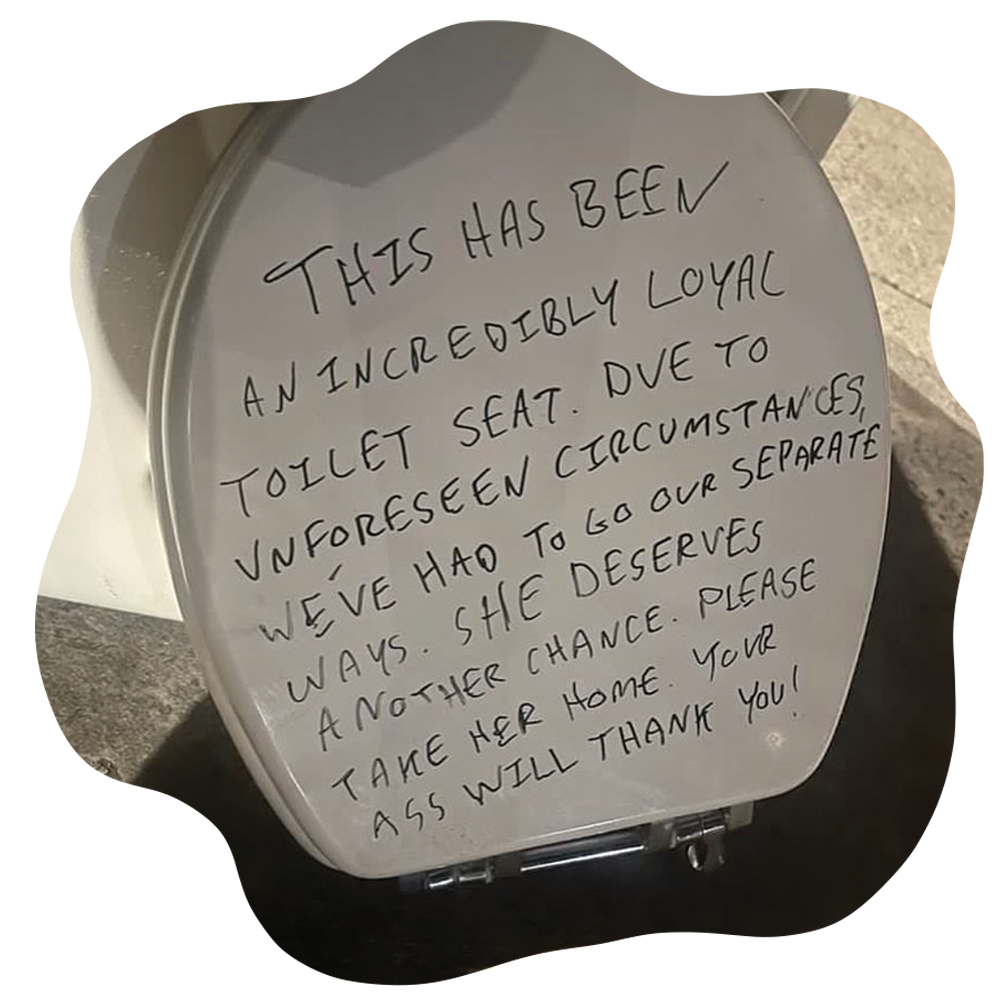 THIS HAS BEEN
AN INCREDIBLY LOYAL
TOILET SEAT. DUE TO
UNFORESEEN CIRCUMSTANCES,
WE'VE HAD TO GO OUR SEPARATE
WAYS. SHE DESERVES
ANOTHER CHANCE. PLEASE
TAKE HER HOME. YOUR
ASS WILL THANK YOU!